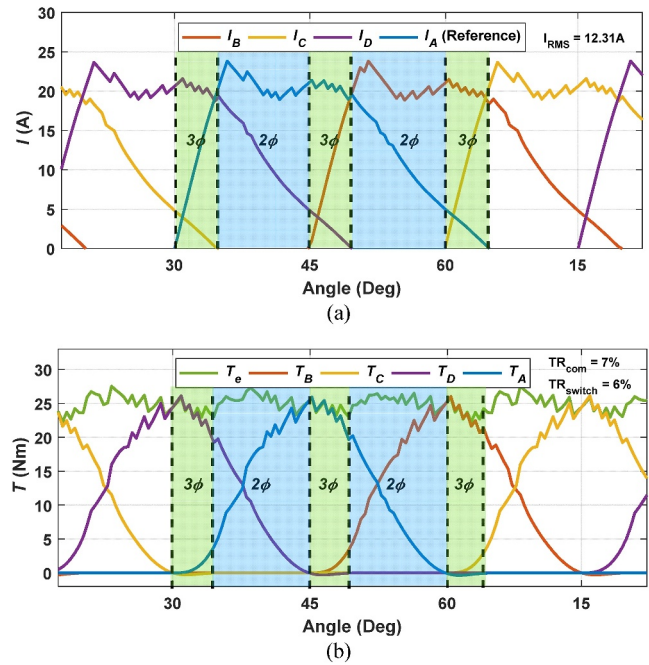 I_B I_C I_D I_A (Reference)
I_RMS = 12.31A
30
25
20
15
10
5
0
I (A)
3ϕ 2ϕ 3ϕ 2ϕ 3ϕ
30 45 60 15
Angle (Deg)
(a)
T_e T_B T_C T_D T_A
TR_com = 7%
TR_switch = 6%
30
25
20
15
10
5
0
T (Nm)
3ϕ 2ϕ 3ϕ 2ϕ 3ϕ
30 45 60 15
Angle (Deg)
(b)